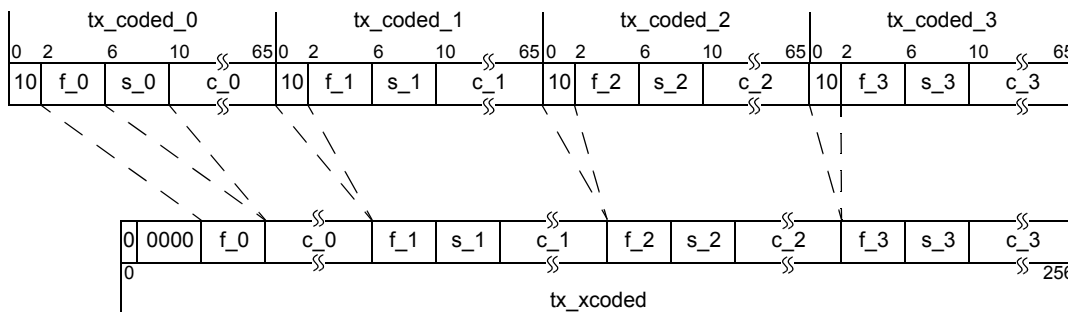 tx_coded_0 tx_coded_1 tx_coded_2 tx_coded_3
0 2 6 10 65 0 2 6 10 65 0 2 6 10 65 0 2 6 10 65
10 f_0 s_0 c_0 10 f_1 s_1 c_1 10 f_2 s_2 c_2 10 f_3 s_3 c_3
0 0000 f_0 c_0 f_1 s_1 c_1 f_2 s_2 c_2 f_3 s_3 c_3
0 256
tx_xcoded